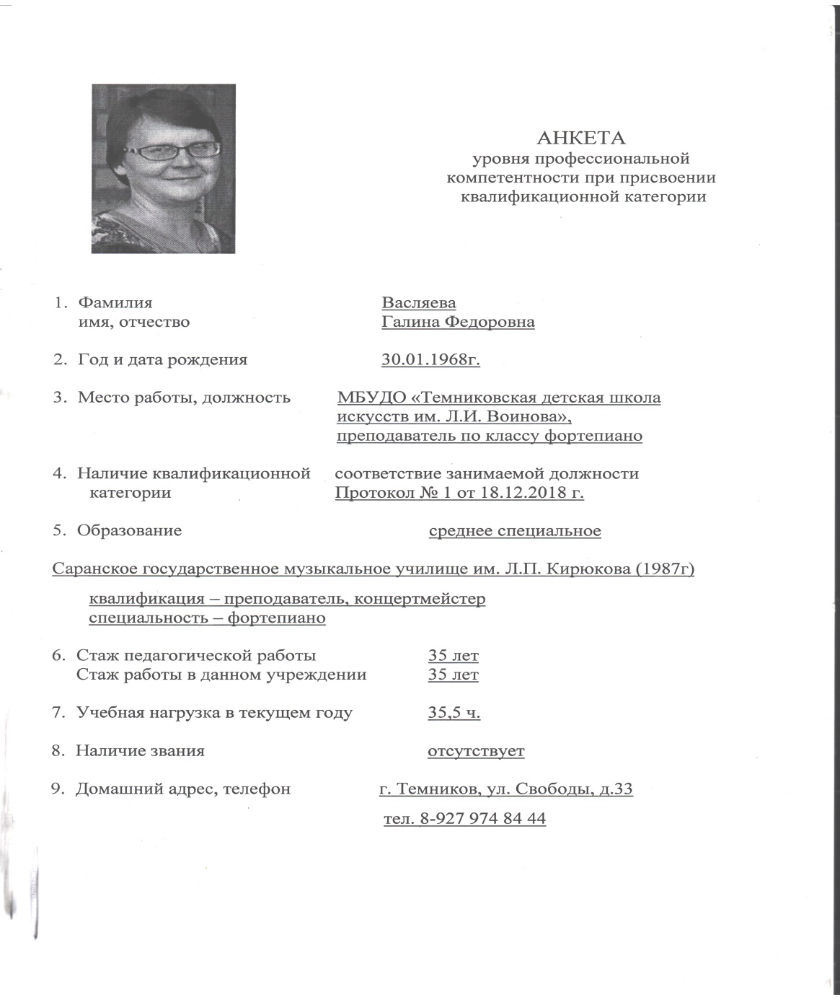 АНКЕТА
уровня профессиональной
компетентности при присвоении
квалификационной категории
1. Фамилия Васляева
имя, отчество Галина Федоровна
2. Год и дата рождения 30.01.1968г.
3. Место работы, должность МБУДО «Темниковская детская школа
искусств им. Л.И. Воинова»,
преподаватель по классу фортепиано
4. Наличие квалификационной соответствие занимаемой должности
категории Протокол № 1 от 18.12.2018 г.
5. Образование среднее специальное
Саранское государственное музыкальное училище им. Л.П. Кирюкова (1987г)
квалификация – преподаватель, концертмейстер
специальность – фортепиано
6. Стаж педагогической работы 35 лет
Стаж работы в данном учреждении 35 лет
7. Учебная нагрузка в текущем году 35,5 ч.
8. Наличие звания отсутствует
9. Домашний адрес, телефон г. Темников, ул. Свободы, д.33
тел. 8-927 974 84 44